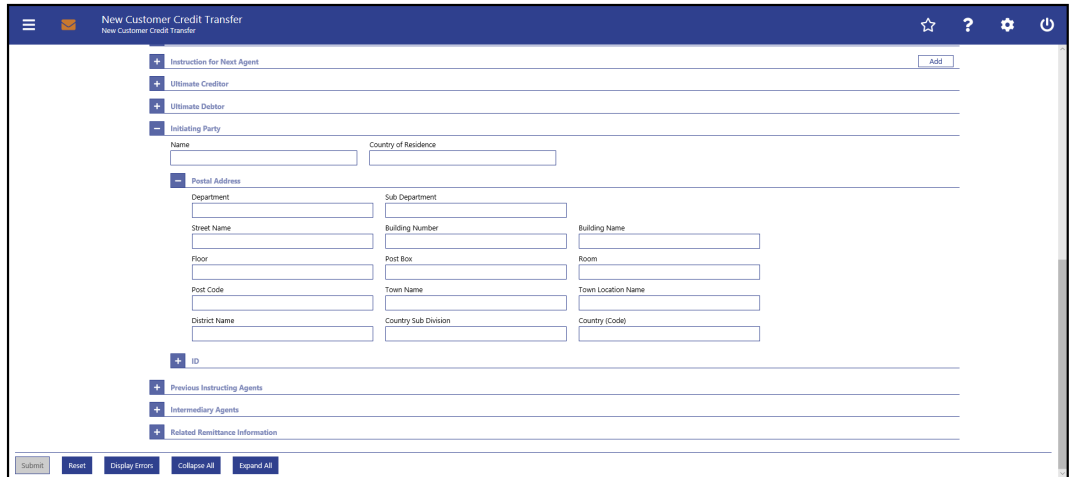 New Customer Credit Transfer
New Customer Credit Transfer
Instruction for Next Agent Add
Ultimate Creditor
Ultimate Debtor
Initiating Party
Name Country of Residence
Postal Address
Department Sub Department
Street Name Building Number Building Name
Floor Post Box Room
Post Code Town Name Town Location Name
District Name Country Sub Division Country (Code)
ID
Previous Instructing Agents
Intermediary Agents
Related Remittance Information
Submit Reset Display Errors Collapse All Expand All